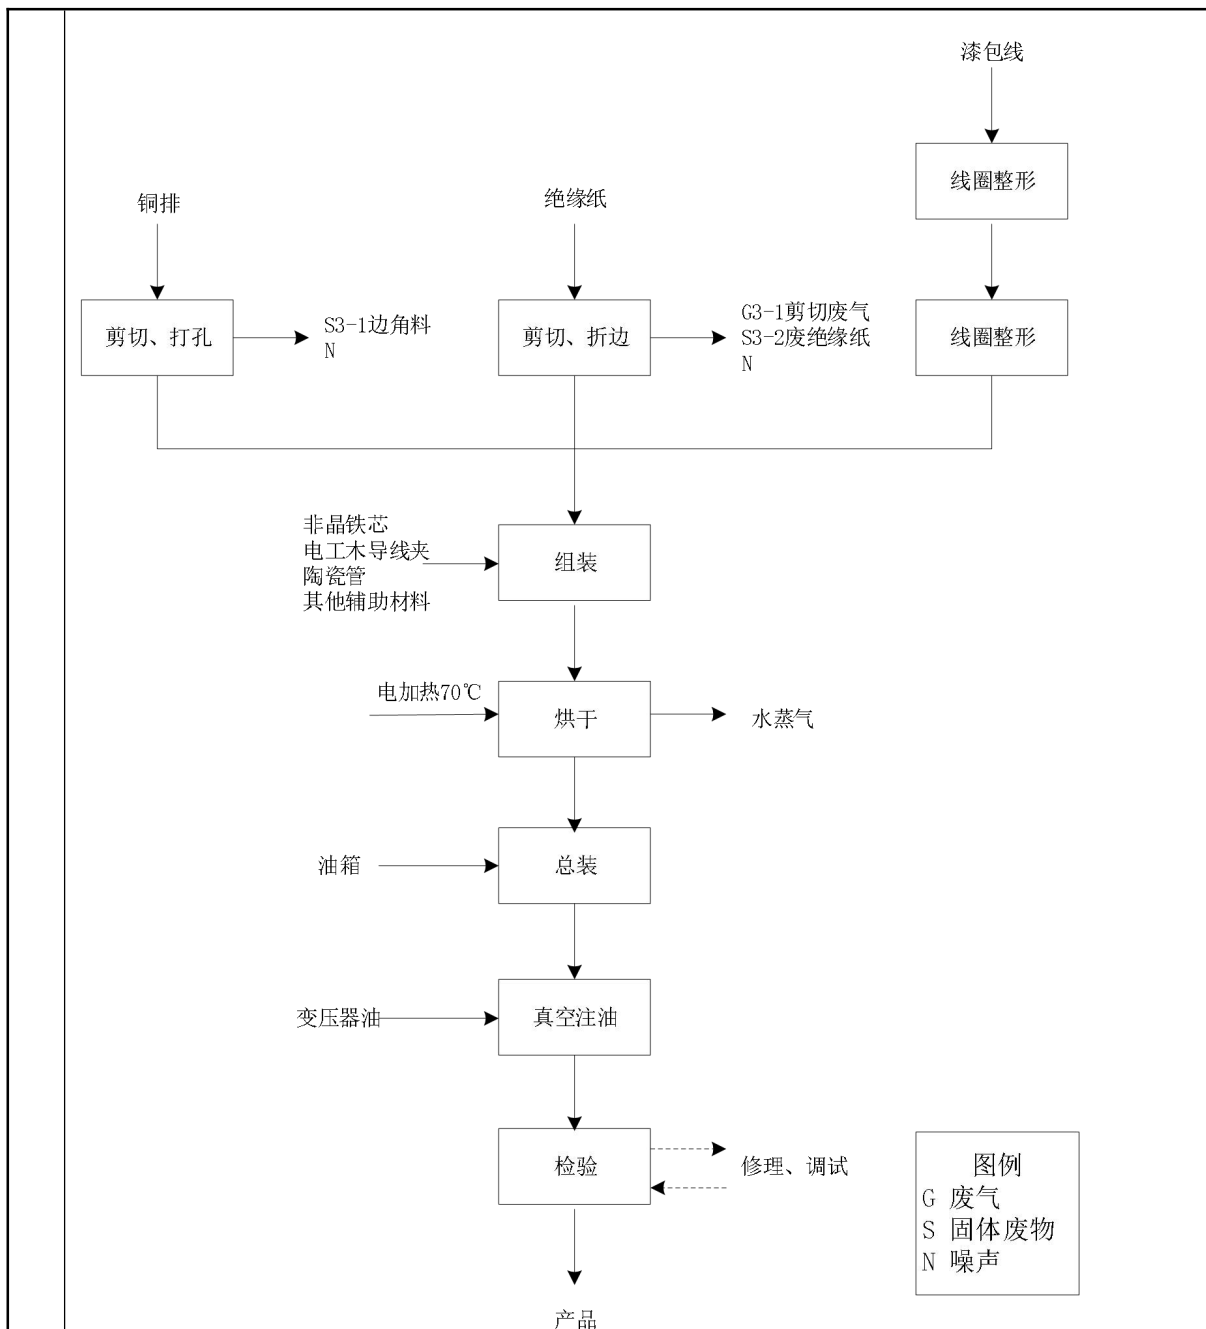 漆包线
线圈整形
铜排
绝缘纸
剪切、打孔
S3-1边角料
N
剪切、折边
G3-1剪切废气
S3-2废绝缘纸
N
线圈整形
非晶铁芯
电工木导线夹
陶瓷管
其他辅助材料
组装
电加热70℃
烘干
水蒸气
油箱
总装
变压器油
真空注油
检验
修理、调试
图例
G 废气
S 固体废物
N 噪声
产品